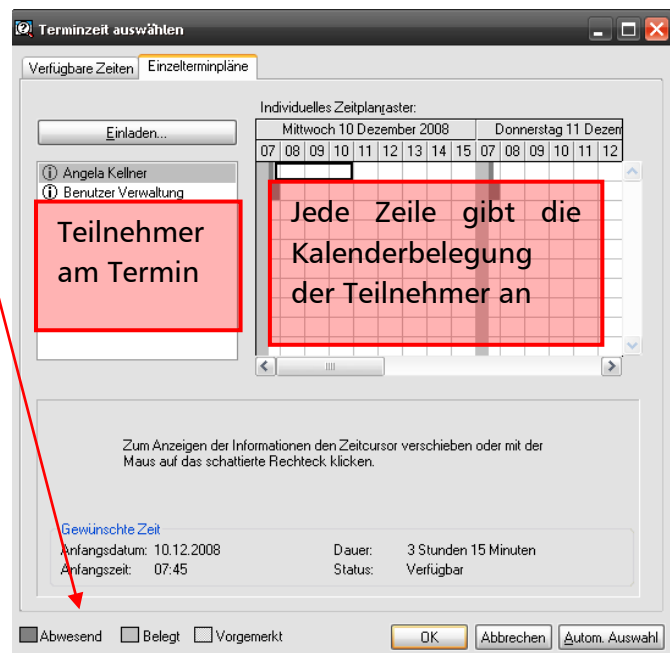 Terminzeit auswählen
Verfügbare Zeiten Einzelterminpläne
Individuelles Zeitplanraster:
Einladen...
Mittwoch 10 Dezember 2008 Donnerstag 11 Dezem
07 08 09 10 11 12 13 14 15 07 08 09 10 11 12
Angela Kellner
Benutzer Verwaltung
Teilnehmer
am Termin
Jede Zeile gibt die
Kalenderbelegung
der Teilnehmer an
Zum Anzeigen der Informationen den Zeitcursor verschieben oder mit der
Maus auf das schattierte Rechteck klicken.
Gewünschte Zeit
Anfangsdatum: 10.12.2008 Dauer: 3 Stunden 15 Minuten
Anfangszeit: 07:45 Status: Verfügbar
Abwesend Belegt Vorgemerkt OK Abbrechen Autom. Auswahl